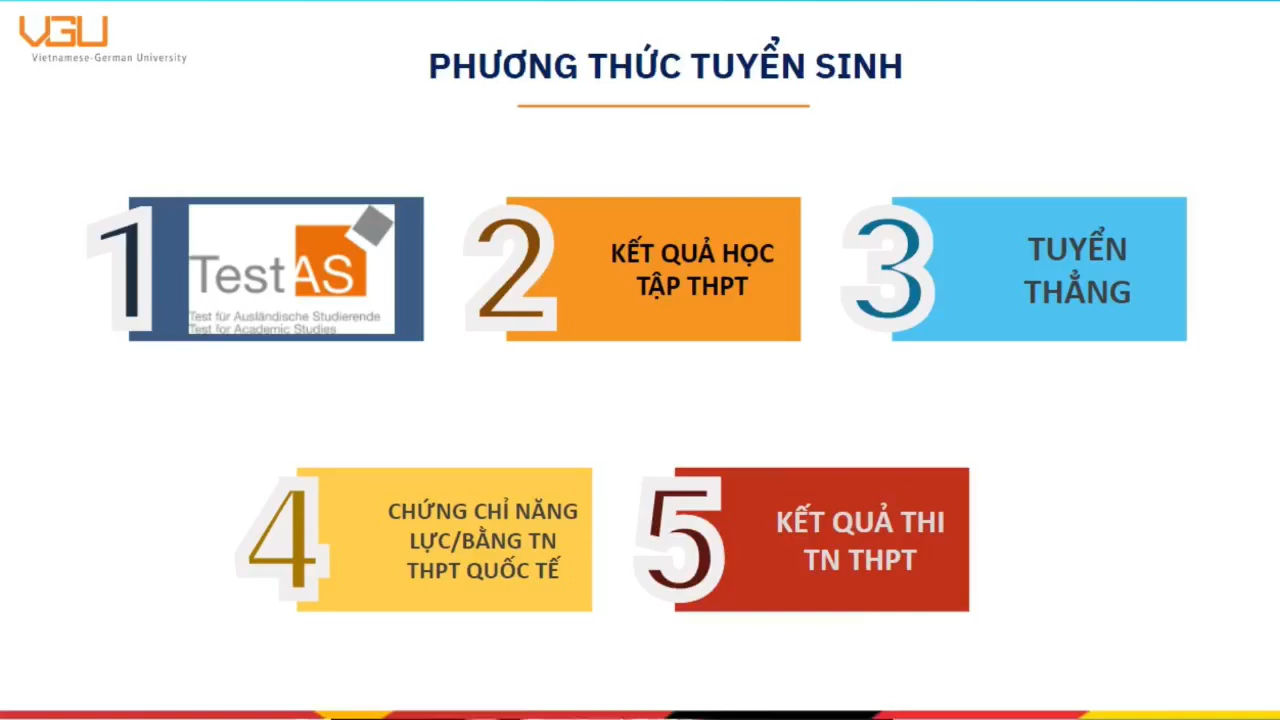 VGU
Vietnamese-German University
PHƯƠNG THỨC TUYỂN SINH
1
TestAS
Test für Ausländische Studierende
Test for Academic Studies
2
KẾT QUẢ HỌC
TẬP THPT
3
TUYỂN
THẲNG
4
CHỨNG CHỈ NĂNG
LỰC/BẰNG TN
THPT QUỐC TẾ
5
KẾT QUẢ THI
TN THPT